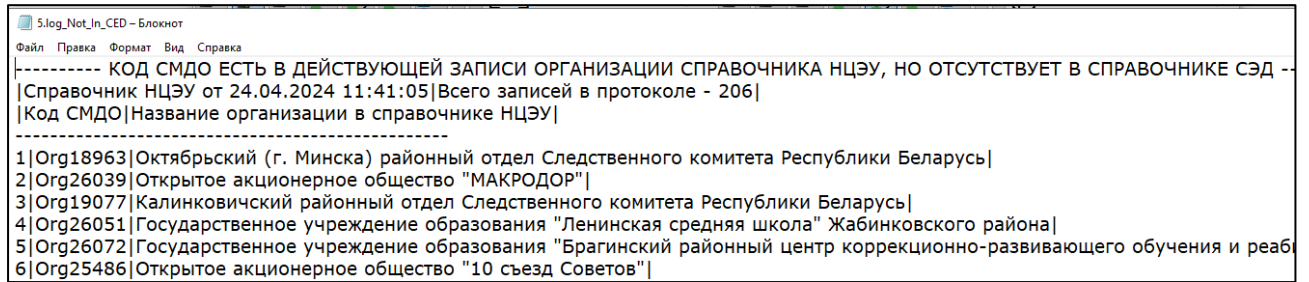 5.log_Not_In_CED – Блокнот
Файл Правка Формат Вид Справка
---------- КОД СМДО ЕСТЬ В ДЕЙСТВУЮЩЕЙ ЗАПИСИ ОРГАНИЗАЦИИ СПРАВОЧНИКА НЦЭУ, НО ОТСУТСТВУЕТ В СПРАВОЧНИКЕ СЭД --
|Справочник НЦЭУ от 24.04.2024 11:41:05|Всего записей в протоколе - 206|
|Код СМДО|Название организации в справочнике НЦЭУ|
--------------------------------------------------
1|Org18963|Октябрьский (г. Минска) районный отдел Следственного комитета Республики Беларусь|
2|Org26039|Открытое акционерное общество "МАКРОДОР"|
3|Org19077|Калинковичский районный отдел Следственного комитета Республики Беларусь|
4|Org26051|Государственное учреждение образования "Ленинская средняя школа" Жабинковского района|
5|Org26072|Государственное учреждение образования "Брагинский районный центр коррекционно-развивающего обучения и реаби
6|Org25486|Открытое акционерное общество "10 съезд Советов"|